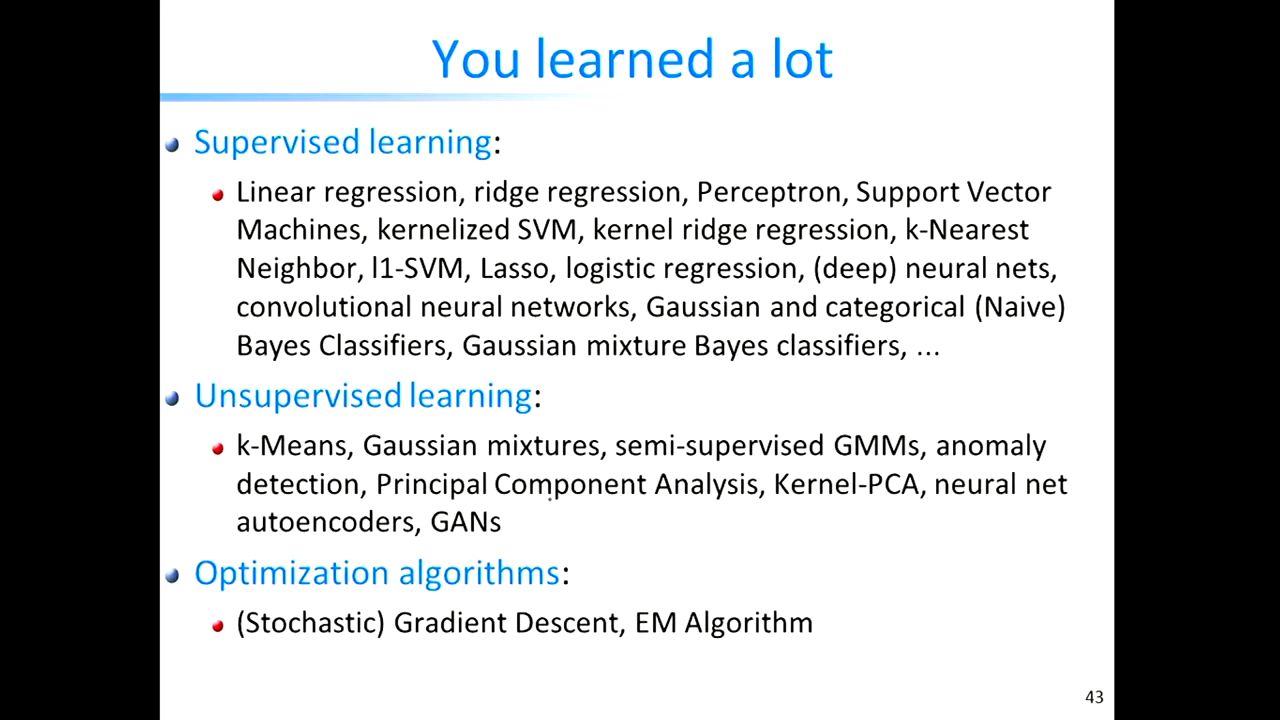 You learned a lot
Supervised learning:
Linear regression, ridge regression, Perceptron, Support Vector
Machines, kernelized SVM, kernel ridge regression, k-Nearest
Neighbor, l1-SVM, Lasso, logistic regression, (deep) neural nets,
convolutional neural networks, Gaussian and categorical (Naive)
Bayes Classifiers, Gaussian mixture Bayes classifiers, ...
Unsupervised learning:
k-Means, Gaussian mixtures, semi-supervised GMMs, anomaly
detection, Principal Component Analysis, Kernel-PCA, neural net
autoencoders, GANs
Optimization algorithms:
(Stochastic) Gradient Descent, EM Algorithm
43